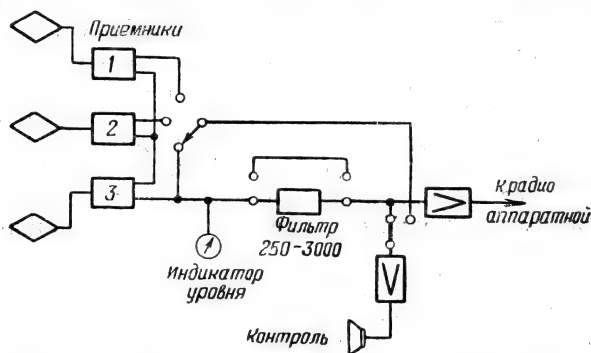 Приемники
1
2
3
Фильтр
250-3000
К радио
аппаратной
Индикатор
уровня
Контроль